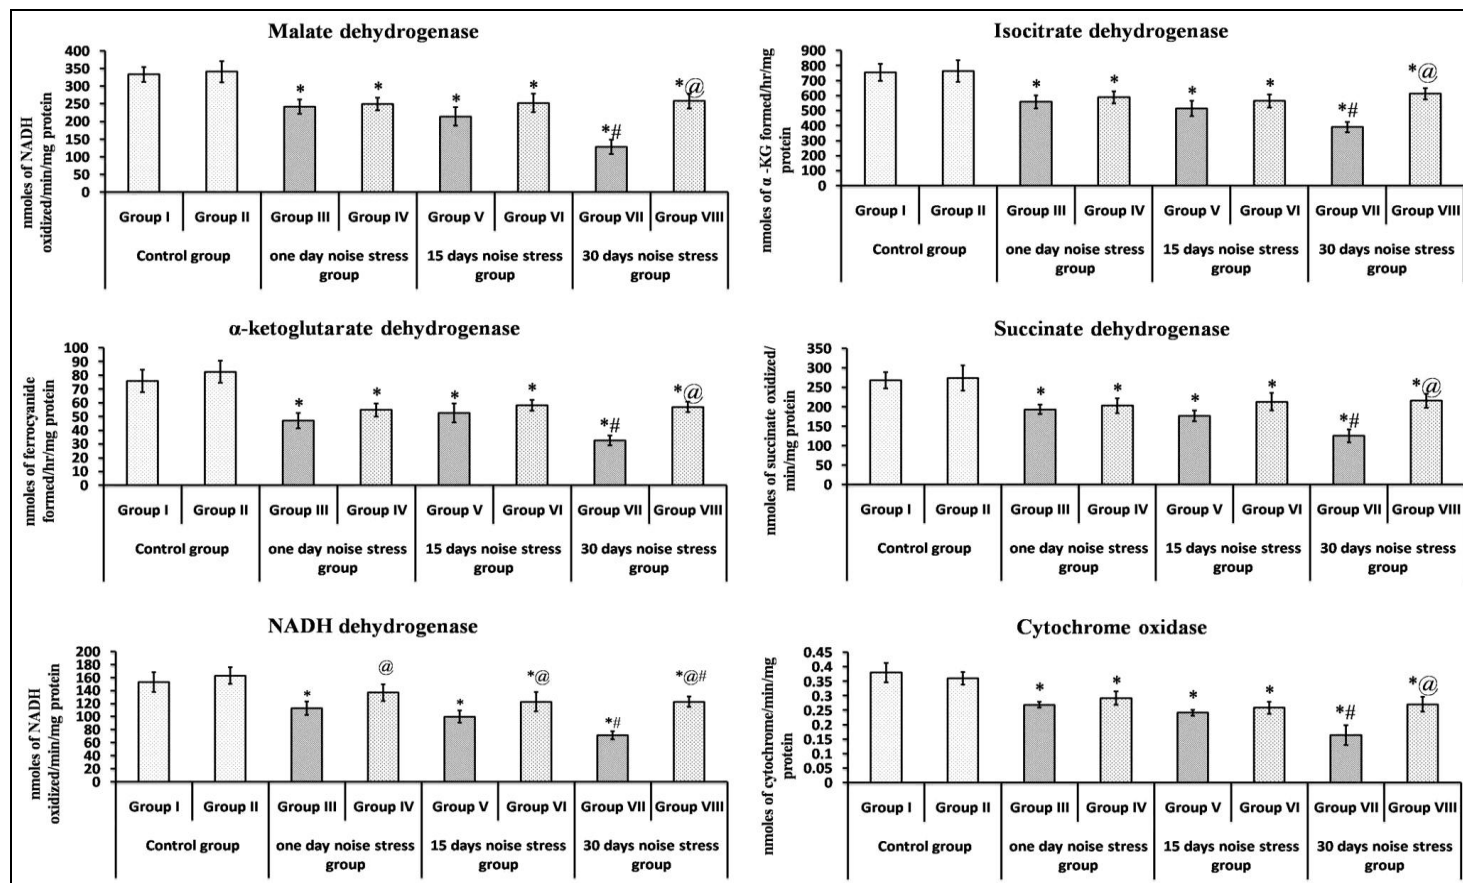 Malate dehydrogenase
nmoles of NADH
oxidized/min/mg protein
400
350
300
250
200
150
100
50
0
* * * * *# *@
Group I Group II Group III Group IV Group V Group VI Group VII Group VIII
Control group one day noise stress 15 days noise stress 30 days noise stress
group group group
Isocitrate dehydrogenase
nmoles of α -KG formed/hr/mg
protein
900
800
700
600
500
400
300
200
100
0
* * * * *# *@
Group I Group II Group III Group IV Group V Group VI Group VII Group VIII
Control group one day noise stress 15 days noise stress 30 days noise stress
group group group
α-ketoglutarate dehydrogenase
nmoles of ferrocyanide
formed/hr/mg protein
100
90
80
70
60
50
40
30
20
10
0
* * * * *# *@
Group I Group II Group III Group IV Group V Group VI Group VII Group VIII
Control group one day noise stress 15 days noise stress 30 days noise stress
group group group
Succinate dehydrogenase
nmoles of succinate oxidized/
min/mg protein
350
300
250
200
150
100
50
0
* * * * *# *@
Group I Group II Group III Group IV Group V Group VI Group VII Group VIII
Control group one day noise stress 15 days noise stress 30 days noise stress
group group group
NADH dehydrogenase
nmoles of NADH
oxidized/min/mg protein
200
180
160
140
120
100
80
60
40
20
0
* @ * *@ *# *@#
Group I Group II Group III Group IV Group V Group VI Group VII Group VIII
Control group one day noise stress 15 days noise stress 30 days noise stress
group group group
Cytochrome oxidase
nmoles of cytochrome/min/mg
protein
0.45
0.4
0.35
0.3
0.25
0.2
0.15
0.1
0.05
0
* * * * *# *@
Group I Group II Group III Group IV Group V Group VI Group VII Group VIII
Control group one day noise stress 15 days noise stress 30 days noise stress
group group group